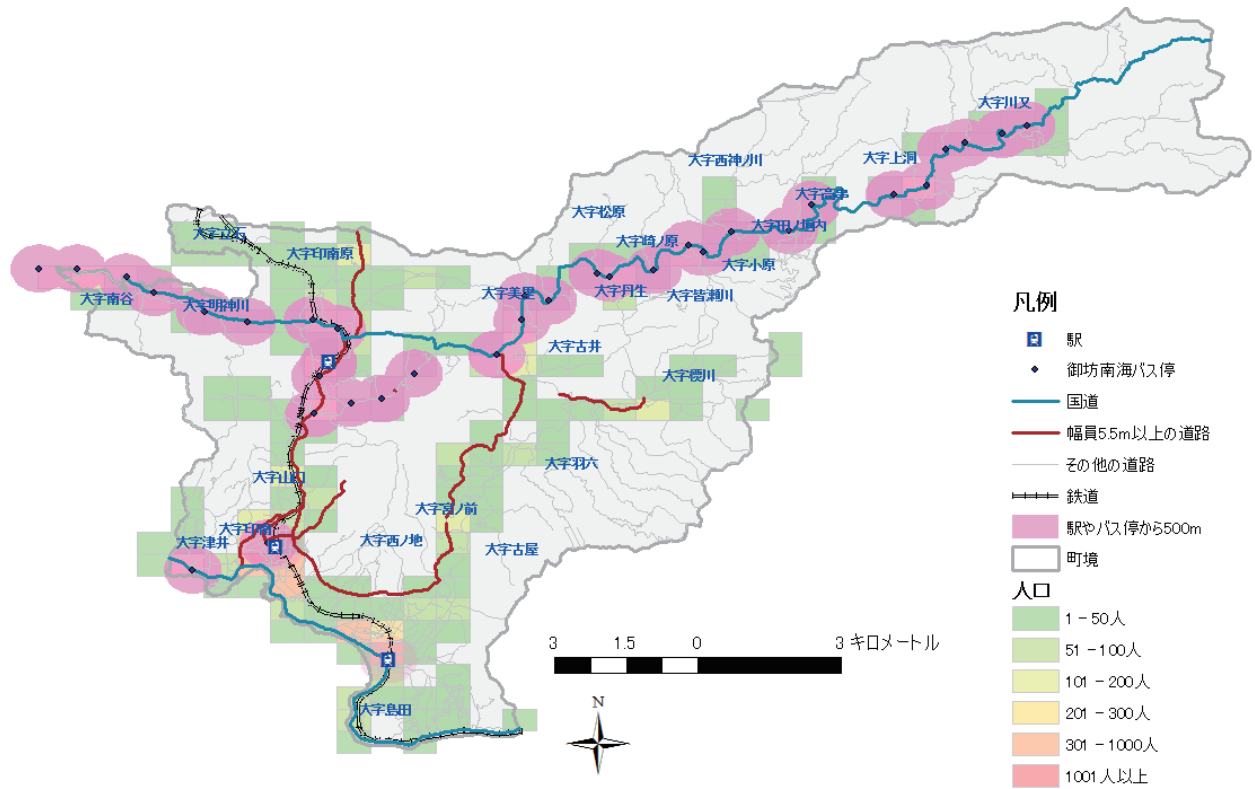 大字川又
大字上洞
大字西神ノ川
大字高串
大字松原
大字田ノ垣内
大字崎ノ原
大字立石
大字印南原
大字小原
大字丹生
大字皆瀬川
大字美里
大字南谷
大字明神川
大字古井
大字樮川
大字羽六
大字山口
大字宮ノ前
大字印南
大字西ノ地
大字古屋
大字津井
大字島田
3 1.5 0 3 キロメートル
N
凡例
駅
御坊南海バス停
国道
幅員5.5m以上の道路
その他の道路
鉄道
駅やバス停から500m
町境
人口
1 - 50人
51 - 100人
101 - 200人
201 - 300人
301 - 1000人
1001人以上